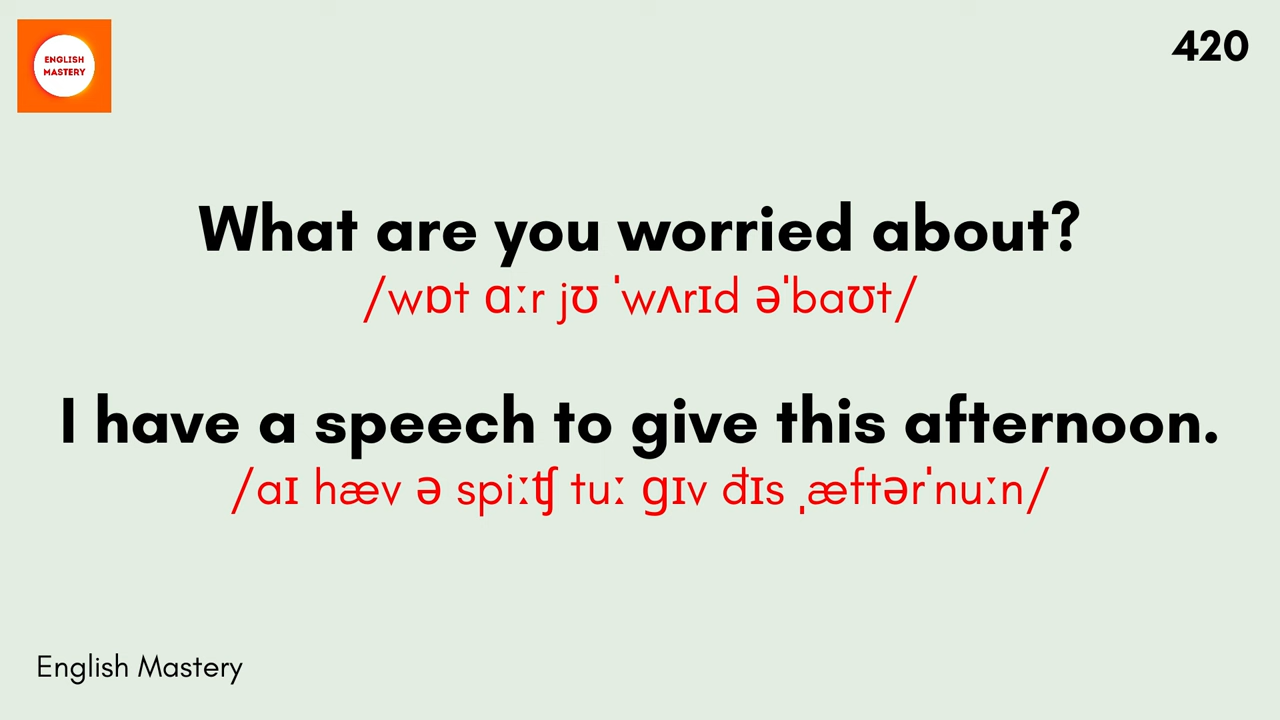 ENGLISH
MASTERY
420
What are you worried about?
/wɒt ɑːr jʊ ˈwʌrɪd əˈbaʊt/
I have a speech to give this afternoon.
/aɪ hæv ə spiːʧ tuː ɡɪv đɪs ˌæftərˈnuːn/
English Mastery